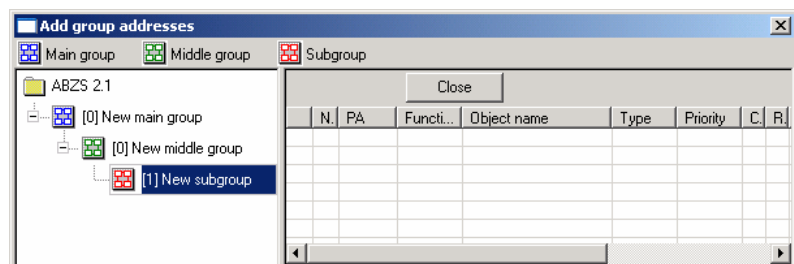 Add group addresses
Main group Middle group Subgroup
ABZS 2.1
[0] New main group
[0] New middle group
[1] New subgroup
Close
N. PA Functi... Object name Type Priority C. R.